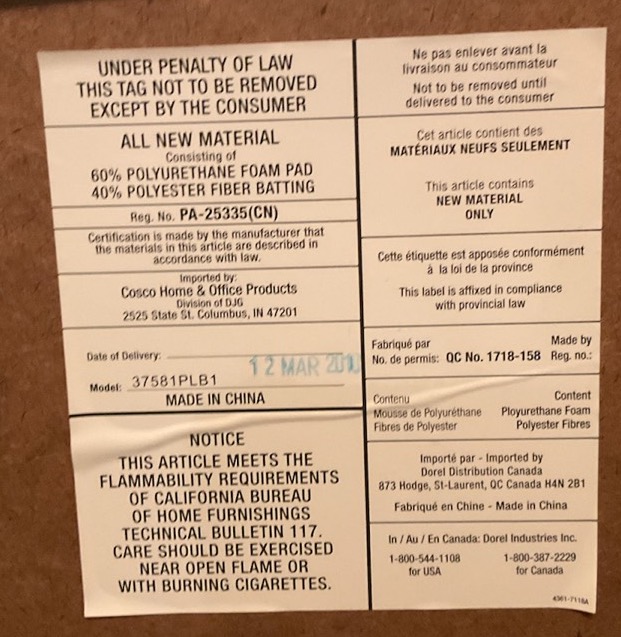 UNDER PENALTY OF LAW
THIS TAG NOT TO BE REMOVED
EXCEPT BY THE CONSUMER
ALL NEW MATERIAL
Consisting of
60% POLYURETHANE FOAM PAD
40% POLYESTER FIBER BATTING
Reg. No. PA-25335(CN)
Certification is made by the manufacturer that
the materials in this article are described in
accordance with law.
Imported by:
Cosco Home & Office Products
Division of DJG
2525 State St. Columbus, IN 47201
Date of Delivery:
12 MAR
Model: 37581PLB1
MADE IN CHINA
NOTICE
THIS ARTICLE MEETS THE
FLAMMABILITY REQUIREMENTS
OF CALIFORNIA BUREAU
OF HOME FURNISHINGS
TECHNICAL BULLETIN 117.
CARE SHOULD BE EXERCISED
NEAR OPEN FLAME OR
WITH BURNING CIGARETTES.
Ne pas enlever avant la
livraison au consommateur
Not to be removed until
delivered to the consumer
Cet article contient des
MATÉRIAUX NEUFS SEULEMENT
This article contains
NEW MATERIAL
ONLY
Cette étiquette est apposée conformément
à la loi de la province
This label is affixed in compliance
with provincial law
Fabriqué par Made by
No. de permis: QC No. 1718-158 Reg. no.:
Contenu Content
Mousse de Polyuréthane Ployurethane Foam
Fibres de Polyester Polyester Fibres
Importé par - Imported by
Dorel Distribution Canada
873 Hodge, St-Laurent, QC Canada H4N 2B1
Fabriqué en Chine - Made in China
In / Au / En Canada: Dorel Industries Inc.
1-800-544-1108 1-800-387-2229
for USA for Canada
4361-7118A